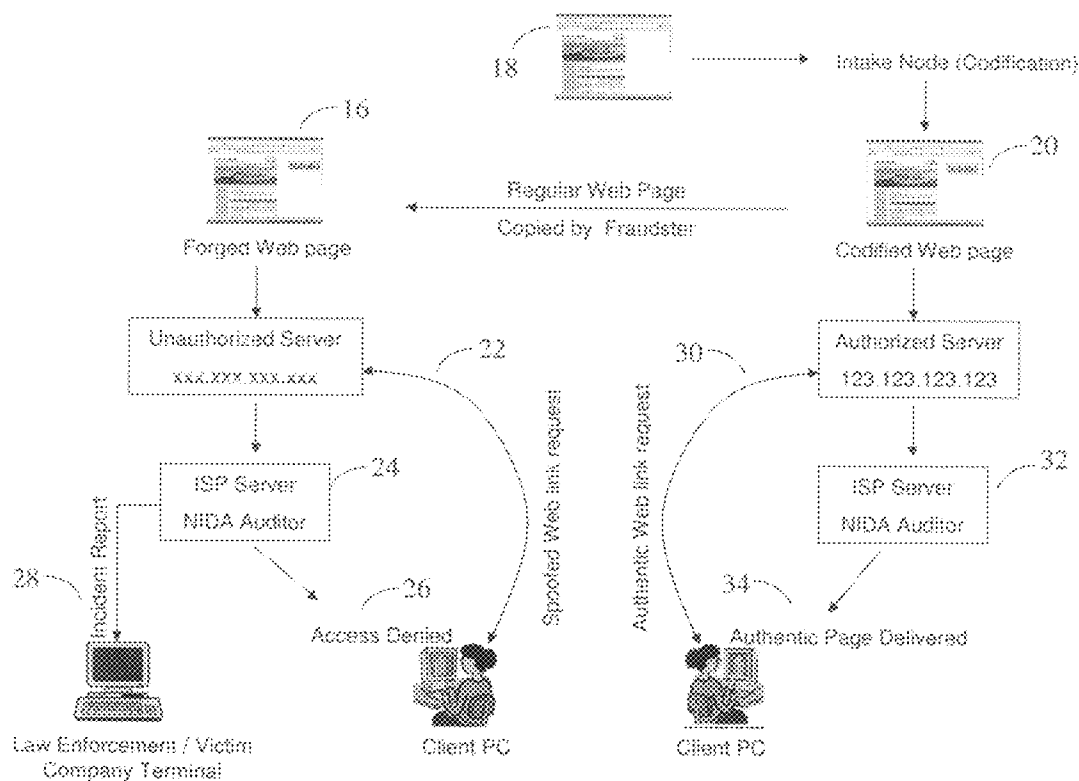 18
Intake Node (Codification)
16
20
Regular Web Page
Copied by Fraudster
Forged Web page
Codified Web page
Unauthorized Server
xxx.xxx.xxx.xxx
22
30
Authorized Server
123.123.123.123
Spoofed Web link request
Authentic Web link request
ISP Server
NIDA Auditor
24
ISP Server
NIDA Auditor
32
Incident Report
28
26
34
Access Denied
Authentic Page Delivered
Law Enforcement / Victim
Company Terminal
Client PC
Client PC